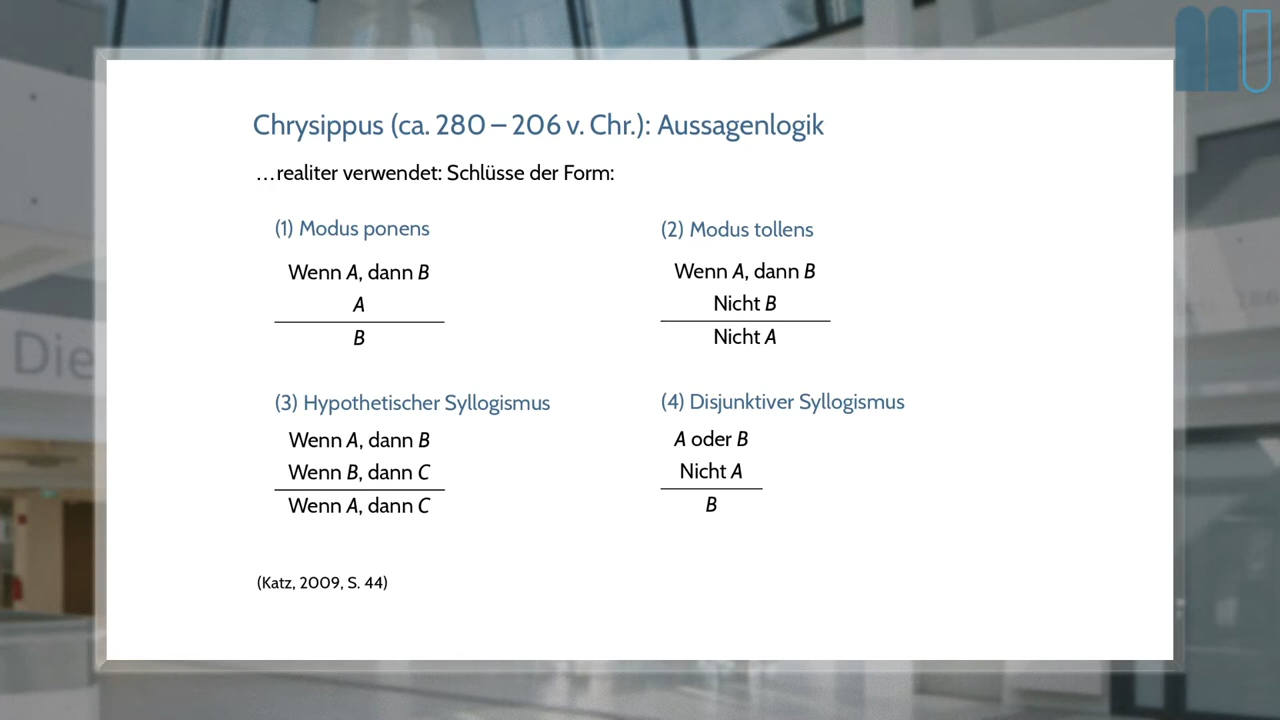 Chrysippus (ca. 280 – 206 v. Chr.): Aussagenlogik
…realiter verwendet: Schlüsse der Form:
(1) Modus ponens
Wenn A, dann B
A
B
(2) Modus tollens
Wenn A, dann B
Nicht B
Nicht A
(3) Hypothetischer Syllogismus
Wenn A, dann B
Wenn B, dann C
Wenn A, dann C
(4) Disjunktiver Syllogismus
A oder B
Nicht A
B
(Katz, 2009, S. 44)
Die